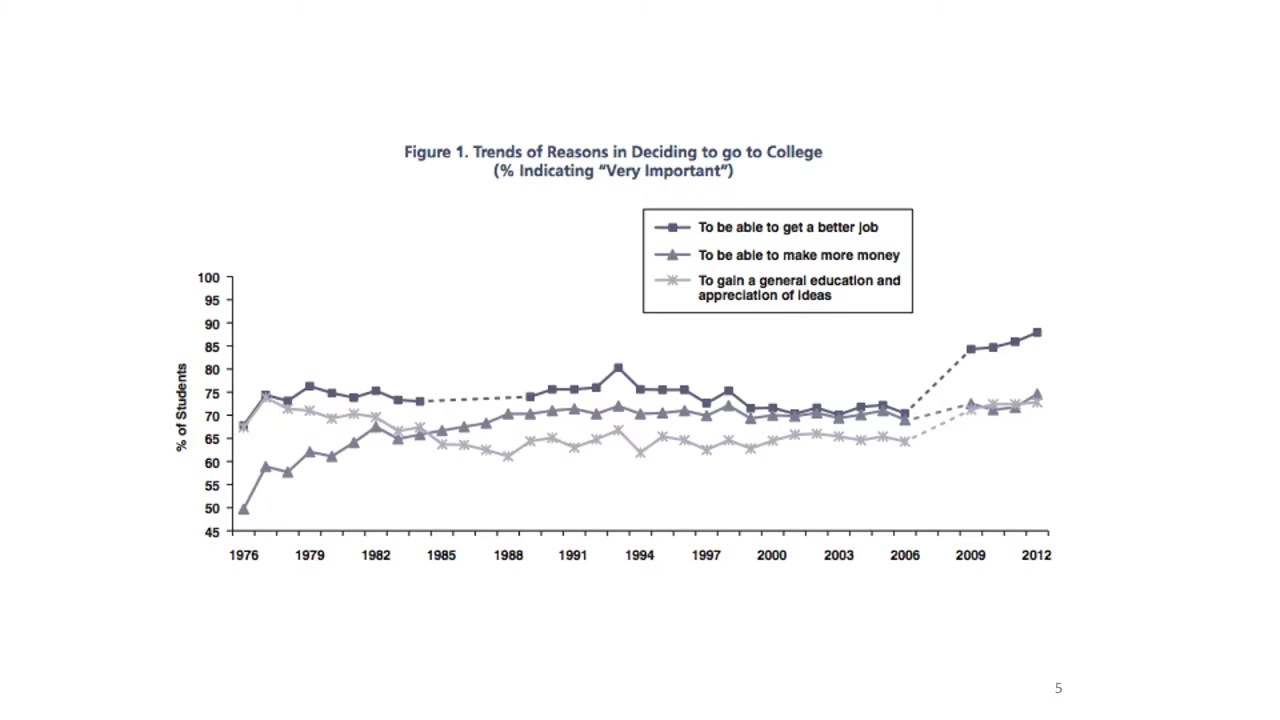 Figure 1. Trends of Reasons in Deciding to go to College
(% Indicating “Very Important”)
To be able to get a better job
To be able to make more money
To gain a general education and
appreciation of ideas
% of Students
100
95
90
85
80
75
70
65
60
55
50
45
1976 1979 1982 1985 1988 1991 1994 1997 2000 2003 2006 2009 2012
5